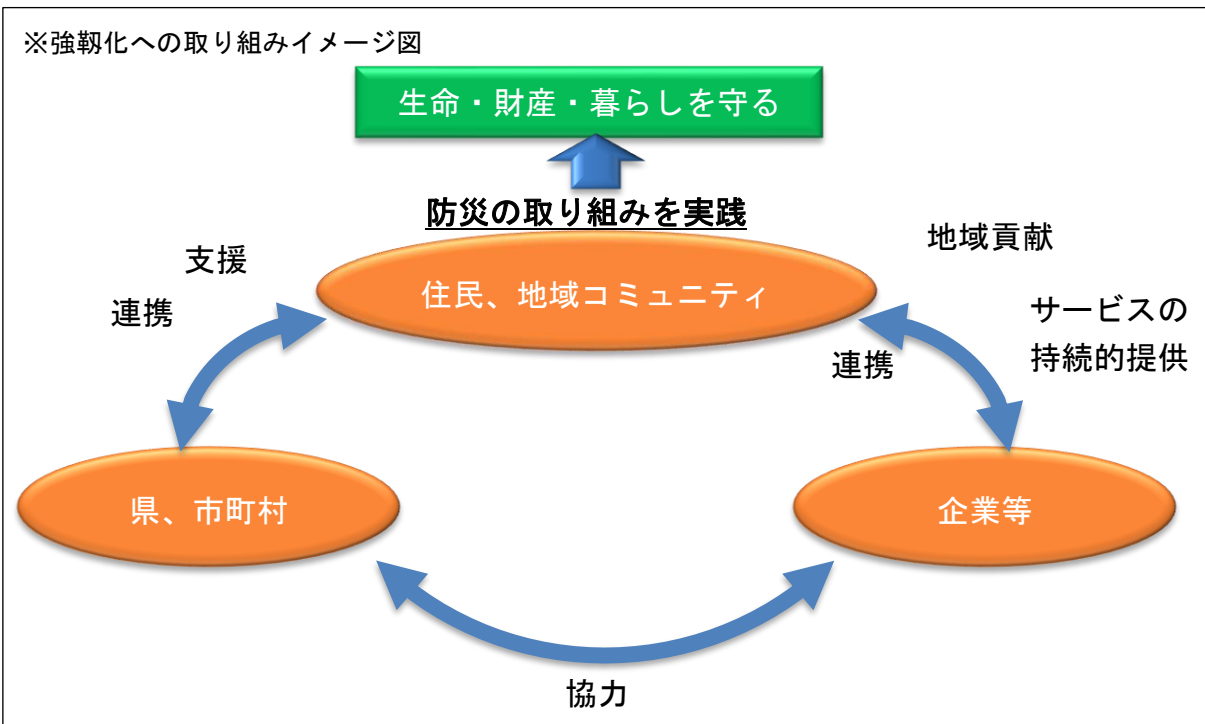 ※強靱化への取り組みイメージ図
生命・財産・暮らしを守る
防災の取り組みを実践
地域貢献
支援
住民、地域コミュニティ
連携
サービスの
持続的提供
連携
県、市町村
企業等
協力